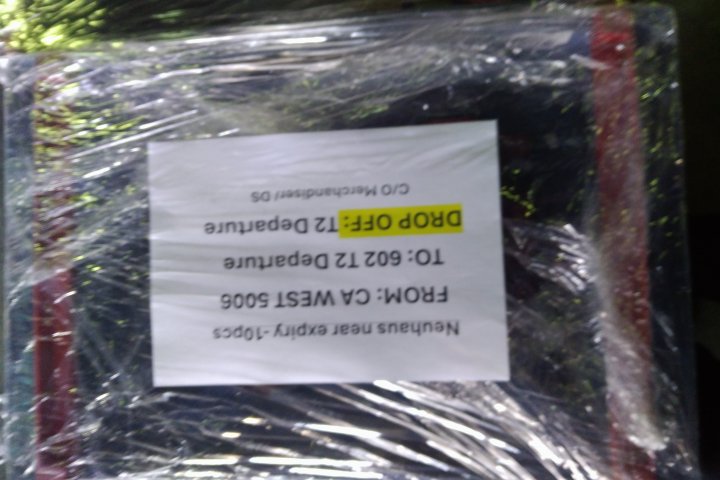 Neuhaus near expiry -10pcs
FROM: CA WEST 5006
TO: 602 T2 Departure
DROP OFF: T2 Departure
C/O Merchandiser/ DS